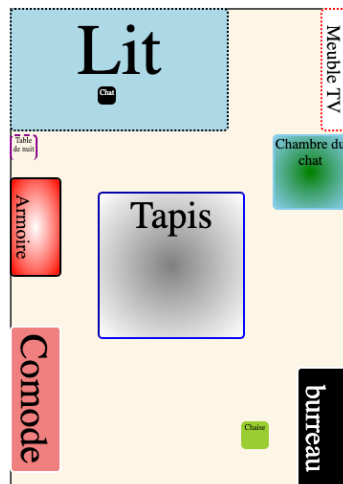 Lit
Chat
Meuble TV
Table
de nuit
Chambre du
chat
Armoire
Tapis
Comode
burreau
Chaise